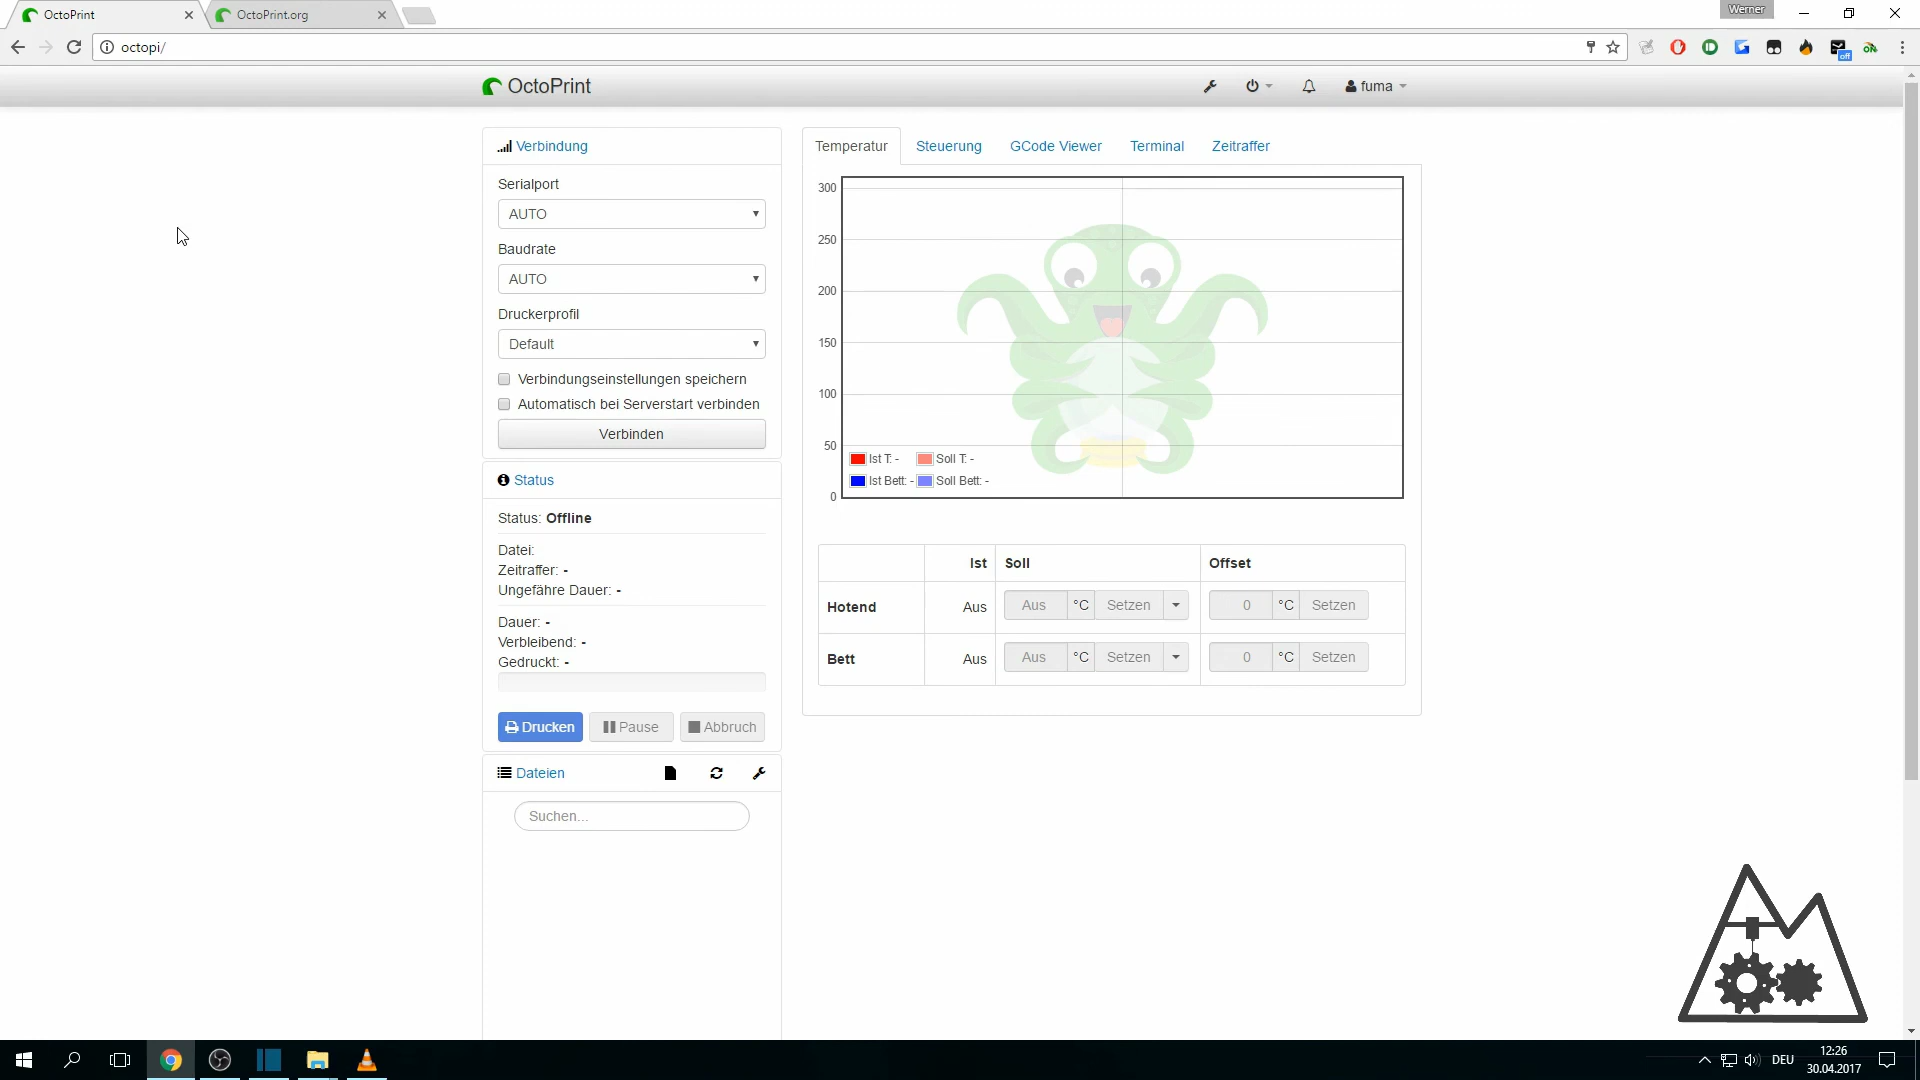 OctoPrint
OctoPrint.org
Werner
octopi/
off
ON
OctoPrint
fuma
Verbindung
Serialport
AUTO
Baudrate
AUTO
Druckerprofil
Default
Verbindungseinstellungen speichern
Automatisch bei Serverstart verbinden
Verbinden
Status
Status: Offline
Datei:
Zeitraffer: -
Ungefähre Dauer: -
Dauer: -
Verbleibend: -
Gedruckt: -
Drucken Pause Abbruch
Dateien
Suchen...
Temperatur Steuerung GCode Viewer Terminal Zeitraffer
300
250
200
150
100
50
0
Ist T: - Soll T: -
Ist Bett: - Soll Bett: -
Ist Soll Offset
Hotend Aus Aus °C Setzen 0 °C Setzen
Bett Aus Aus °C Setzen 0 °C Setzen
DEU
12:26
30.04.2017